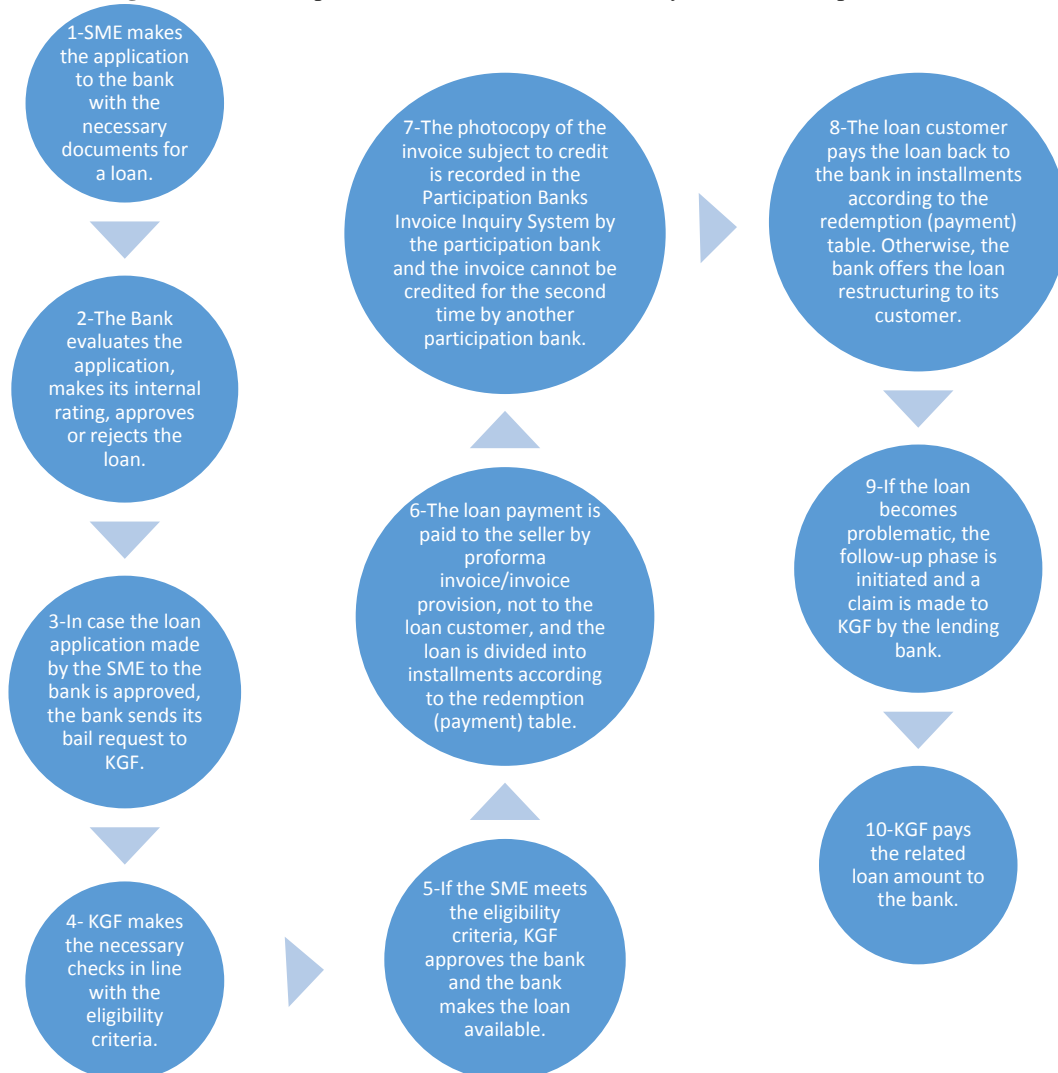 1-SME makes
the application
to the bank
with the
necessary
documents for
a loan.
2-The Bank
evaluates the
application,
makes its internal
rating, approves
or rejects the
loan.
3-In case the loan
application made
by the SME to the
bank is approved,
the bank sends its
bail request to
KGF.
4- KGF makes
the necessary
checks in line
with the
eligibility
criteria.
5-If the SME meets
the eligibility
criteria, KGF
approves the bank
and the bank
makes the loan
available.
6-The loan payment is
paid to the seller by
proforma
invoice/invoice
provision, not to the
loan customer, and the
loan is divided into
installments according
to the redemption
(payment) table.
7-The photocopy of the
invoice subject to credit
is recorded in the
Participation Banks
Invoice Inquiry System by
the participation bank
and the invoice cannot be
credited for the second
time by another
participation bank.
8-The loan customer
pays the loan back to
the bank in installments
according to the
redemption (payment)
table. Otherwise, the
bank offers the loan
restructuring to its
customer.
9-If the loan
becomes
problematic, the
follow-up phase is
initiated and a
claim is made to
KGF by the lending
bank.
10-KGF pays
the related
loan amount to
the bank.